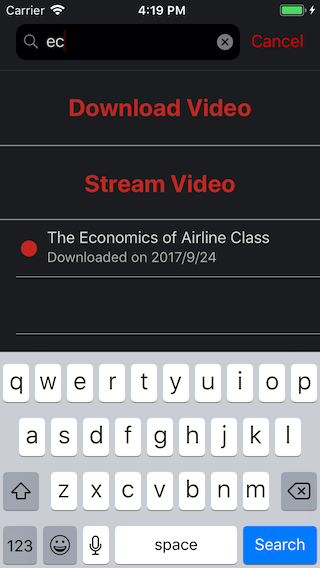 Carrier 4:19 PM
ec Cancel
Download Video
Stream Video
The Economics of Airline Class
Downloaded on 2017/9/24
q w e r t y u i o p
a s d f g h j k l
z x c v b n m
123 space Search